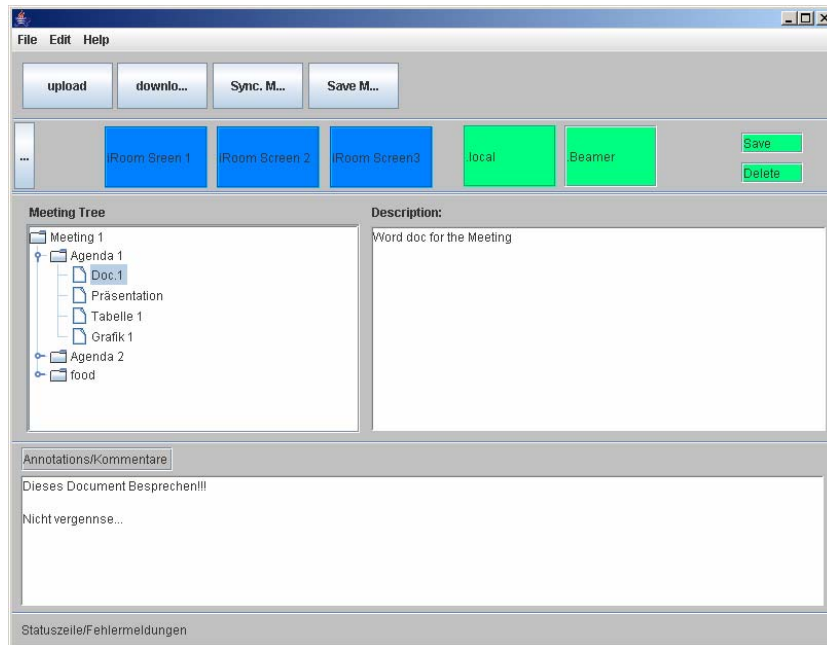 File Edit Help
upload downlo... Sync. M... Save M...
... iRoom Sreen 1 iRoom Screen 2 iRoom Screen3 .local .Beamer Save
Delete
Meeting Tree Description:
Meeting 1 Word doc for the Meeting
Agenda 1
Doc.1
Präsentation
Tabelle 1
Grafik 1
Agenda 2
food
Annotations/Kommentare
Dieses Document Besprechen!!!
Nicht vergennse...
Statuszeile/Fehlermeldungen